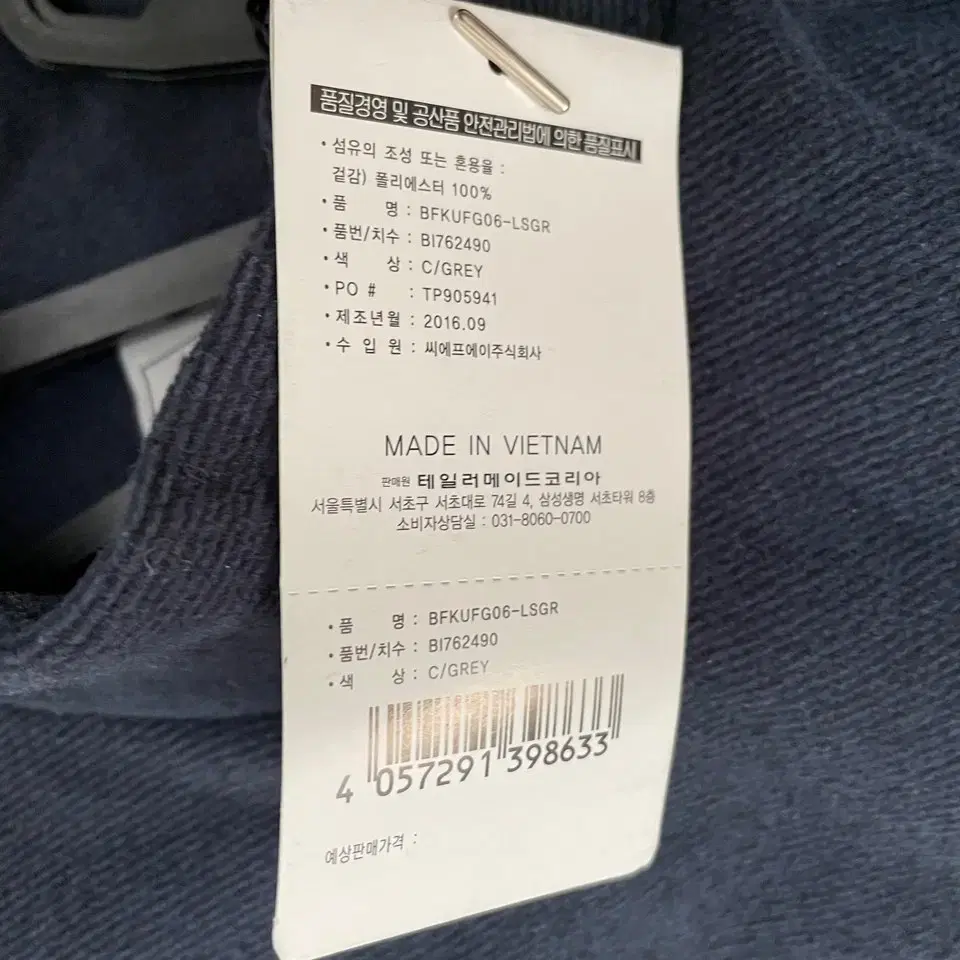 품질경영 및 공산품 안전관리법에 의한 품질표시
• 섬유의 조성 또는 혼용율 :
겉감) 폴리에스터 100%
• 품 명 : BFKUFG06-LSGR
• 품번/치수 : BI762490
• 색 상 : C/GREY
• PO # : TP905941
• 제조년월 : 2016.09
• 수 입 원 : 씨에프에이주식회사
MADE IN VIETNAM
판매원 테일러메이드코리아
서울특별시 서초구 서초대로 74길 4, 삼성생명 서초타워 8층
소비자상담실 : 031-8060-0700
• 품 명 : BFKUFG06-LSGR
• 품번/치수 : BI762490
• 색 상 : C/GREY
4 057291 398633
예상판매가격 :